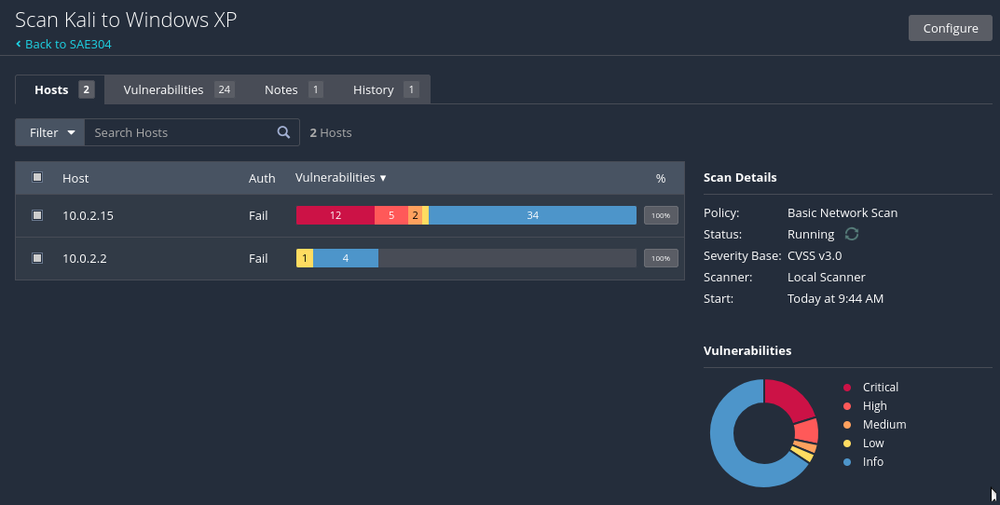 Scan Kali to Windows XP
Back to SAE304
Configure
Hosts 2 Vulnerabilities 24 Notes 1 History 1
Filter Search Hosts 2 Hosts
Host Auth Vulnerabilities %
10.0.2.15 Fail 12 5 2 34 100%
10.0.2.2 Fail 1 4 100%
Scan Details
Policy: Basic Network Scan
Status: Running
Severity Base: CVSS v3.0
Scanner: Local Scanner
Start: Today at 9:44 AM
Vulnerabilities
Critical
High
Medium
Low
Info